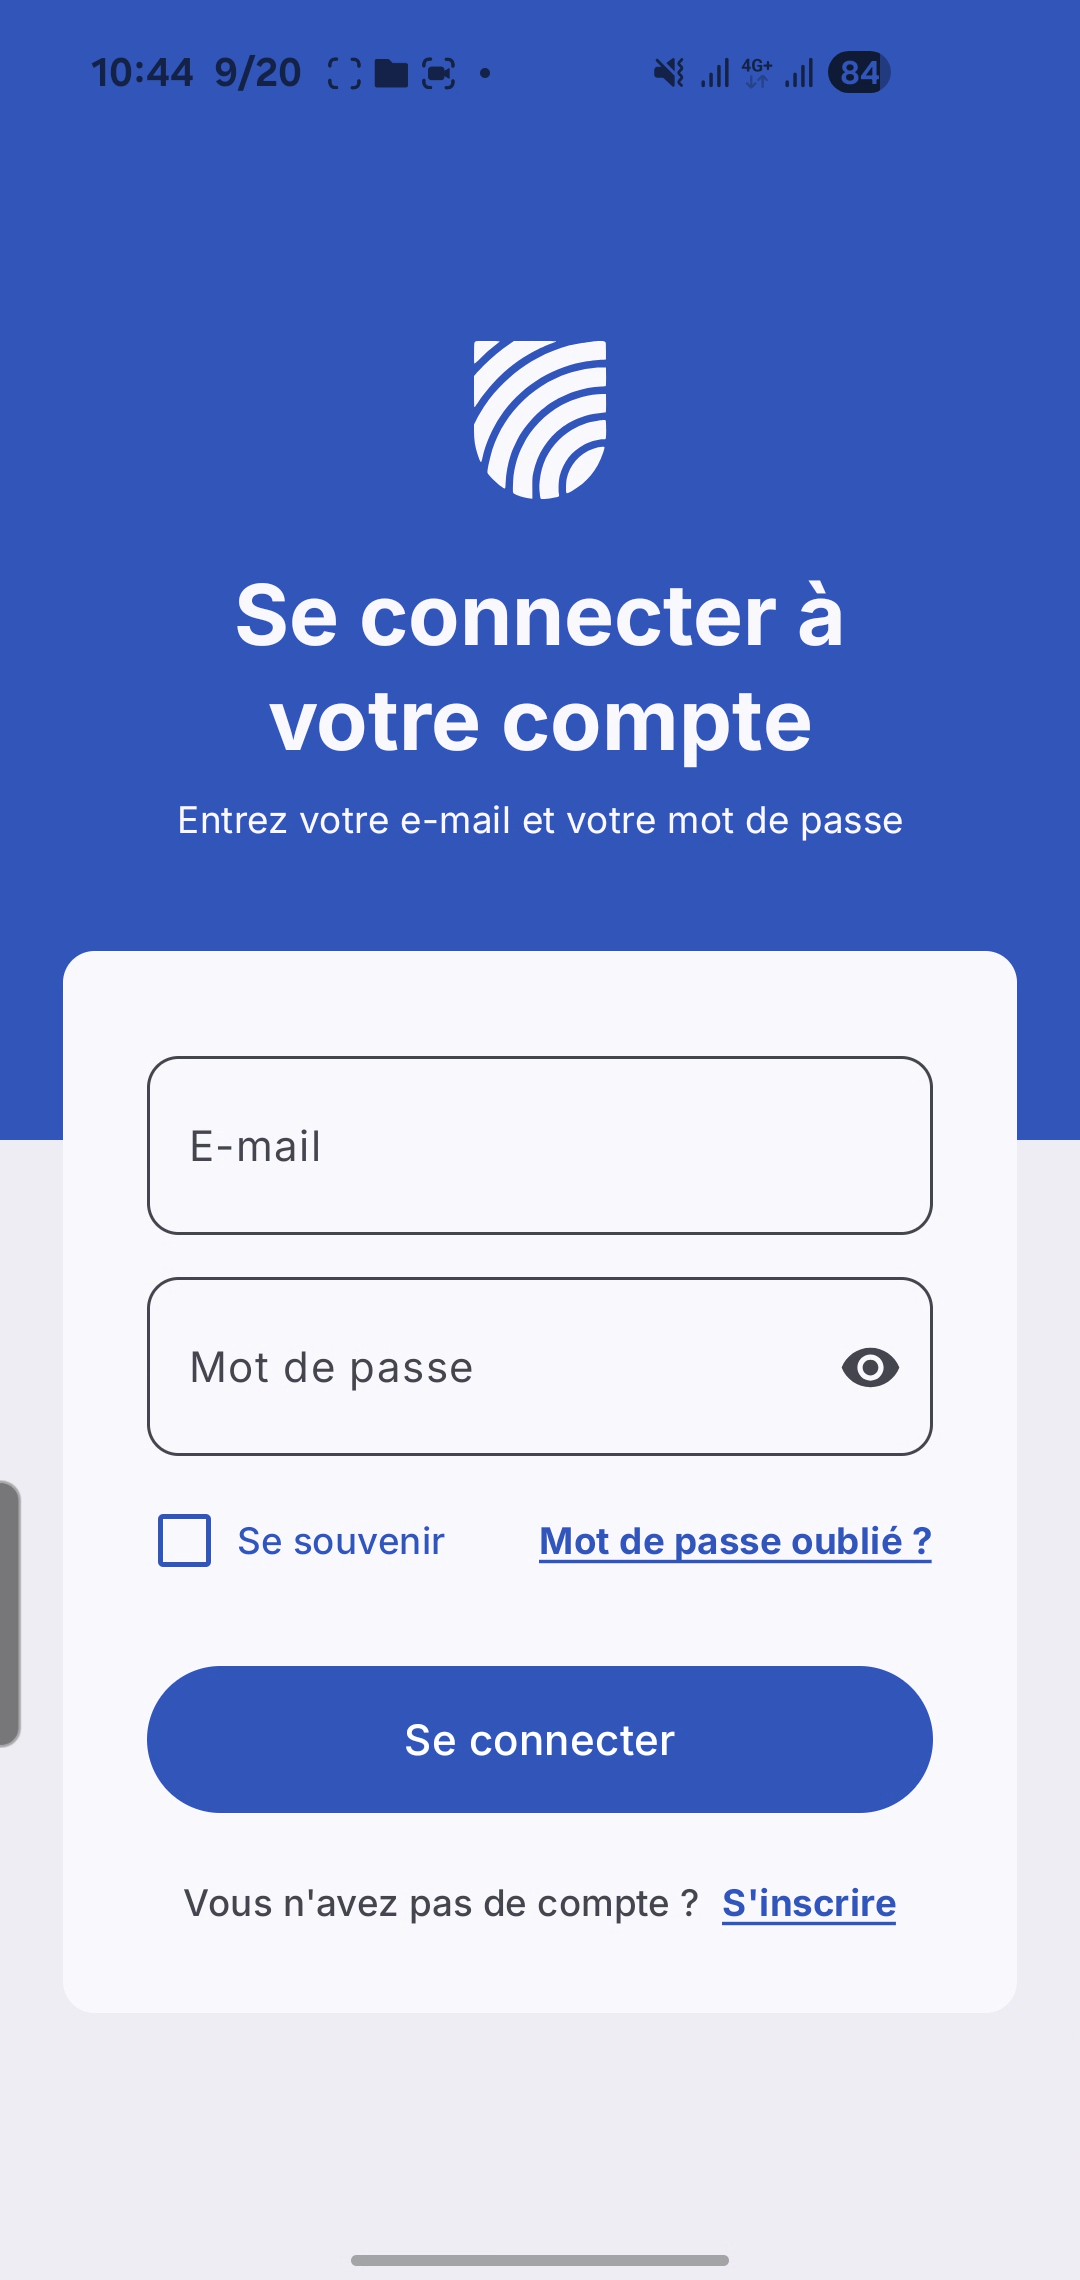 10:44 9/20 4G+ 84
Se connecter à
votre compte
Entrez votre e-mail et votre mot de passe
E-mail
Mot de passe
Se souvenir Mot de passe oublié ?
Se connecter
Vous n'avez pas de compte ? S'inscrire